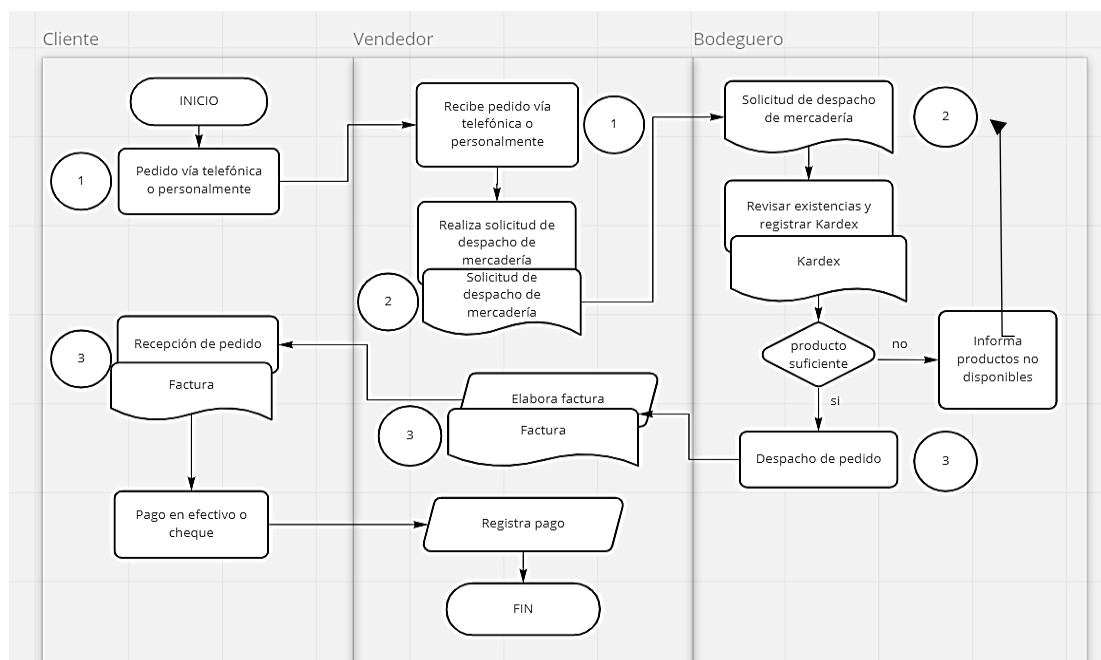 Cliente
Vendedor
Bodeguero
INICIO
1
Pedido vía telefónica
o personalmente
Recibe pedido vía
telefónica o
personalmente
1
Realiza solicitud de
despacho de
mercadería
Solicitud de
despacho de
mercadería
2
Solicitud de despacho
de mercadería
2
Revisar existencias y
registrar Kardex
Kardex
producto
suficiente
no
Informa
productos no
disponibles
si
Despacho de pedido
3
Elabora factura
Factura
3
Recepción de pedido
Factura
3
Pago en efectivo o
cheque
Registra pago
FIN